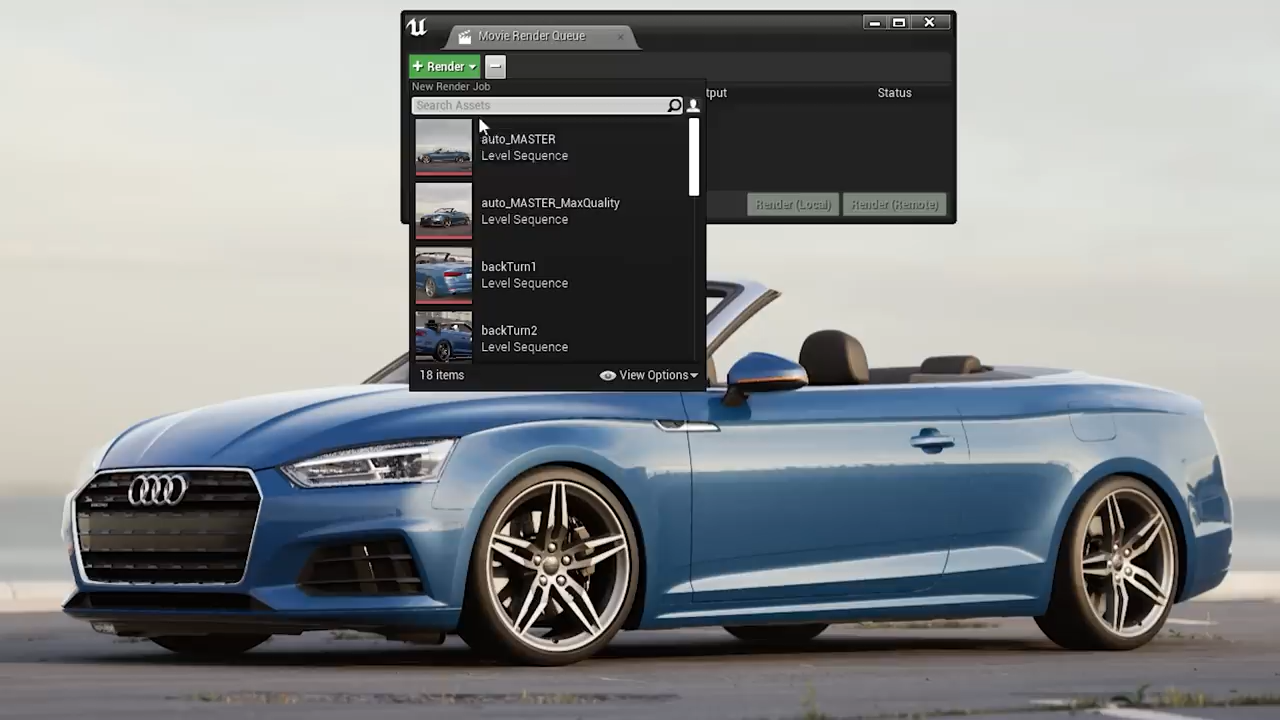 Movie Render Queue
Render
New Render Job
Search Assets
tput
Status
auto_MASTER
Level Sequence
auto_MASTER_MaxQuality
Level Sequence
Render (Local)
Render (Remote)
backTurn1
Level Sequence
backTurn2
Level Sequence
18 items
View Options